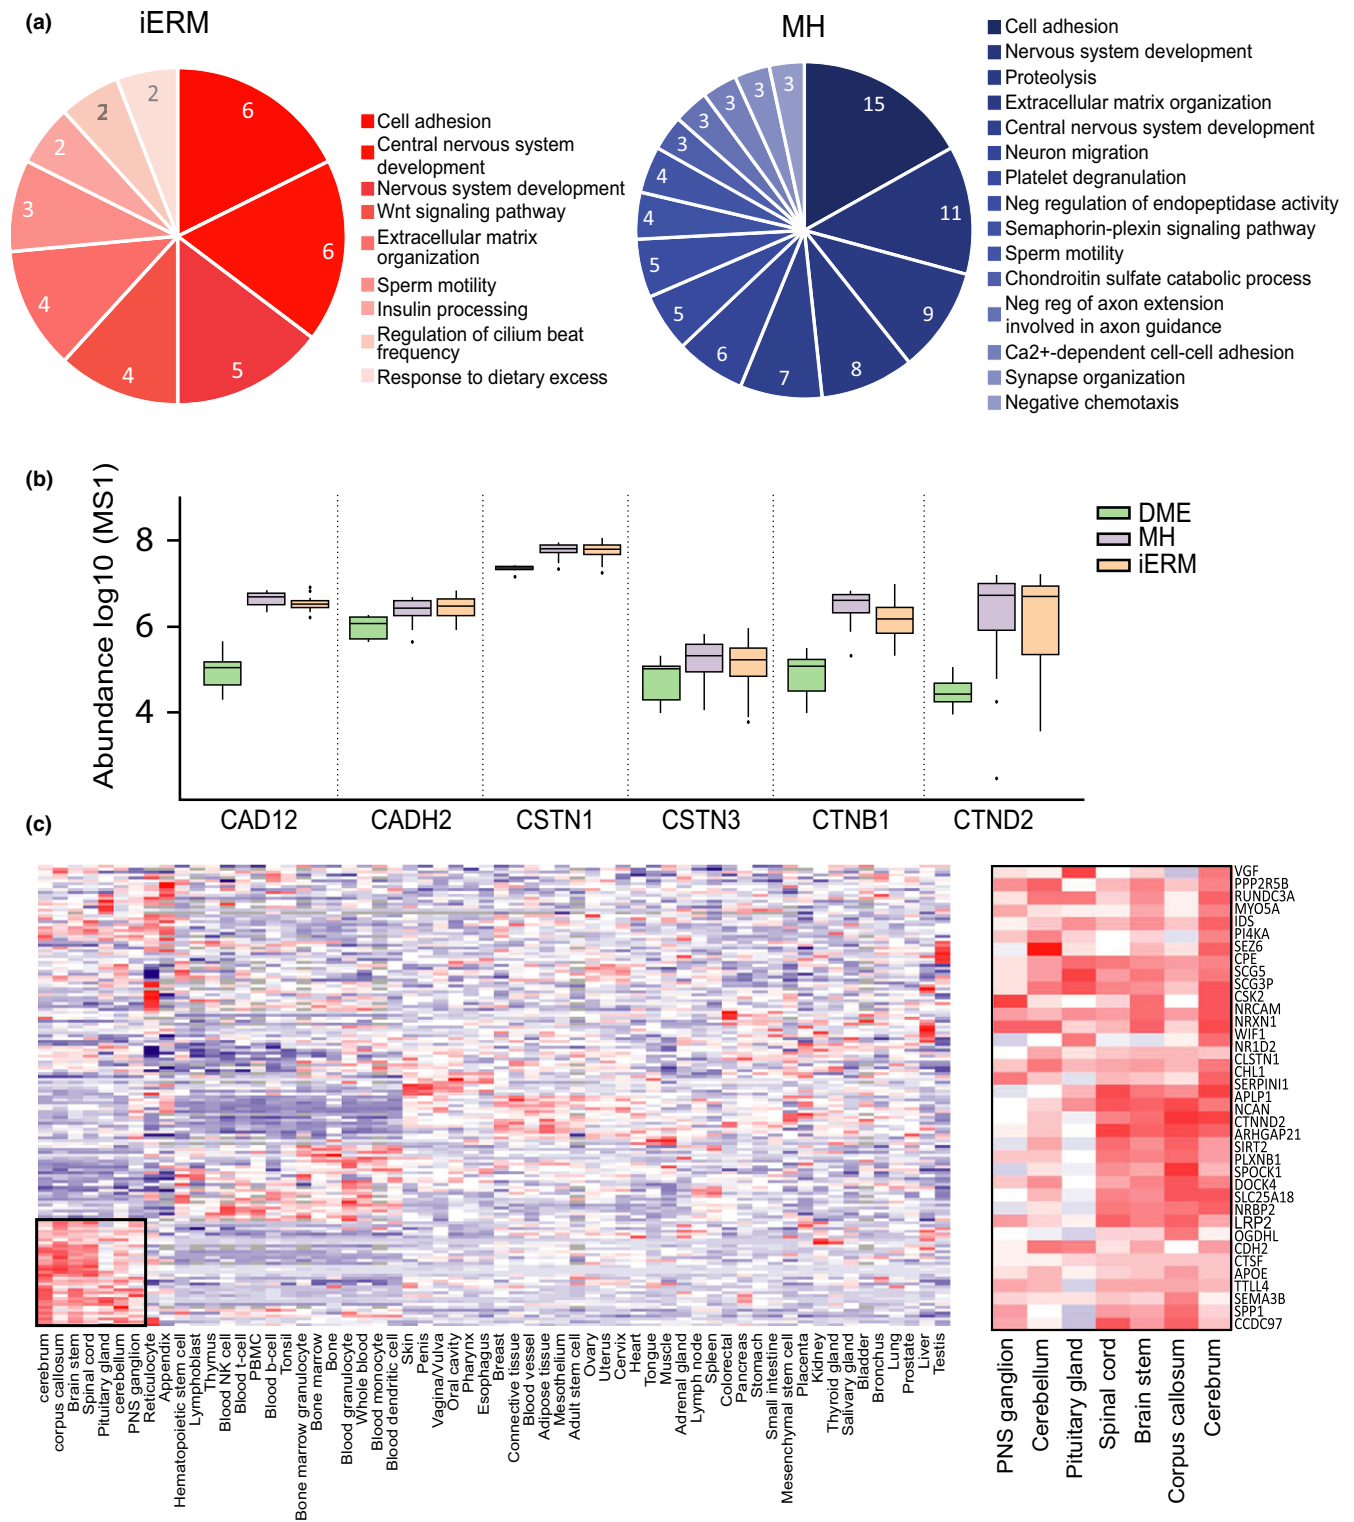 (a)
iERM
6
6
5
4
4
3
2
2
2
Cell adhesion
Central nervous system
development
Nervous system development
Wnt signaling pathway
Extracellular matrix
organization
Sperm motility
Insulin processing
Regulation of cilium beat
frequency
Response to dietary excess
MH
15
11
9
8
7
6
5
5
4
4
3
3
3
3
3
Cell adhesion
Nervous system development
Proteolysis
Extracellular matrix organization
Central nervous system development
Neuron migration
Platelet degranulation
Neg regulation of endopeptidase activity
Semaphorin-plexin signaling pathway
Sperm motility
Chondroitin sulfate catabolic process
Neg reg of axon extension
involved in axon guidance
Ca2+-dependent cell-cell adhesion
Synapse organization
Negative chemotaxis
(b)
Abundance log10 (MS1)
8
6
4
DME
MH
iERM
CAD12
CADH2
CSTN1
CSTN3
CTNB1
CTND2
(c)
cerebrum
corpus callosum
Brain stem
Spinal cord
Pituitary gland
cerebellum
PNS ganglion
Reticulocyte
Appendix
Hematopoietic stem cell
Lymphoblast
Thymus
Blood NK cell
Blood t-cell
PBMC
Blood b-cell
Tonsil
Bone marrow granulocyte
Bone marrow
Bone
Blood granulocyte
Whole blood
Blood monocyte
Blood dendritic cell
Skin
Penis
Vagina/Vulva
Oral cavity
Pharynx
Esophagus
Breast
Connective tissue
Blood vessel
Adipose tissue
Mesothelium
Adult stem cell
Ovary
Uterus
Cervix
Heart
Tongue
Muscle
Adrenal gland
Lymph node
Spleen
Colorectal
Pancreas
Stomach
Small intestine
Mesenchymal stem cell
Placenta
Kidney
Thyroid gland
Salivary gland
Bladder
Bronchus
Lung
Prostate
Liver
Testis
VGF
PPP2R5B
RUNDC3A
MYO5A
IDS
PI4KA
SEZ6
CPE
SCG5
SCG3P
CSK2
NRCAM
NRXN1
WIF1
NR1D2
CLSTN1
CHL1
SERPINI1
APLP1
NCAN
CTNND2
ARHGAP21
SIRT2
PLXNB1
SPOCK1
DOCK4
SLC25A18
NRBP2
LRP2
OGDHL
CDH2
CTSF
APOE
TTLL4
SEMA3B
SPP1
CCDC97
PNS ganglion
Cerebellum
Pituitary gland
Spinal cord
Brain stem
Corpus callosum
Cerebrum